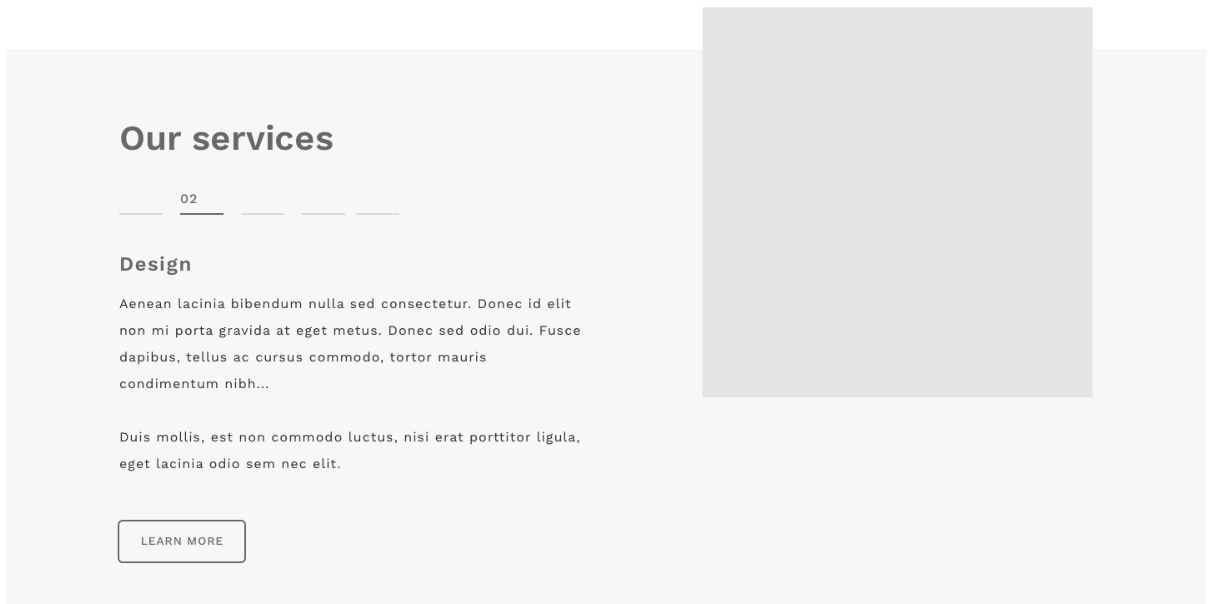 Our services
02
Design
Aenean lacinia bibendum nulla sed consectetur. Donec id elit
non mi porta gravida at eget metus. Donec sed odio dui. Fusce
dapibus, tellus ac cursus commodo, tortor mauris
condimentum nibh...
Duis mollis, est non commodo luctus, nisi erat porttitor ligula,
eget lacinia odio sem nec elit.
LEARN MORE